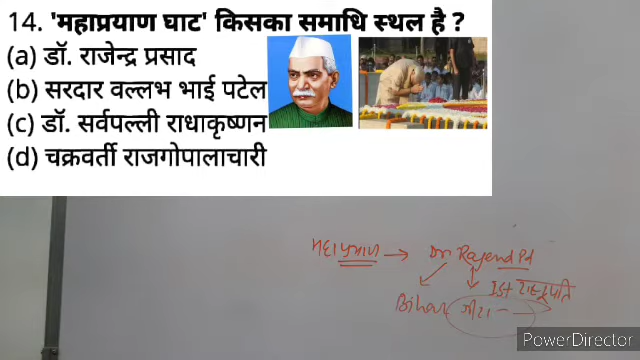 14. 'महाप्रयाण घाट' किसका समाधि स्थल है ?
(a) डॉ. राजेन्द्र प्रसाद
(b) सरदार वल्लभ भाई पटेल
(c) डॉ. सर्वपल्ली राधाकृष्णन
(d) चक्रवर्ती राजगोपालाचारी
महाप्रयाण → Dr. Rajend Pd
Ist राष्ट्रपति
Bihar
PowerDirector